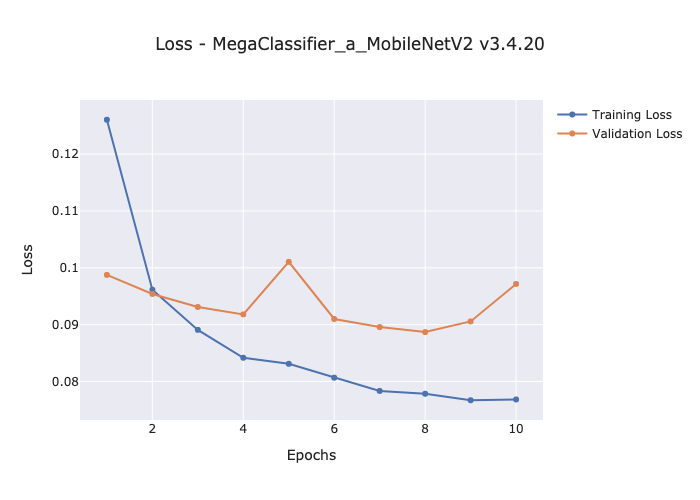 Loss - MegaClassifier_a_MobileNetV2 v3.4.20
Training Loss
Validation Loss
0.12
0.11
0.1
0.09
0.08
Loss
2 4 6 8 10
Epochs